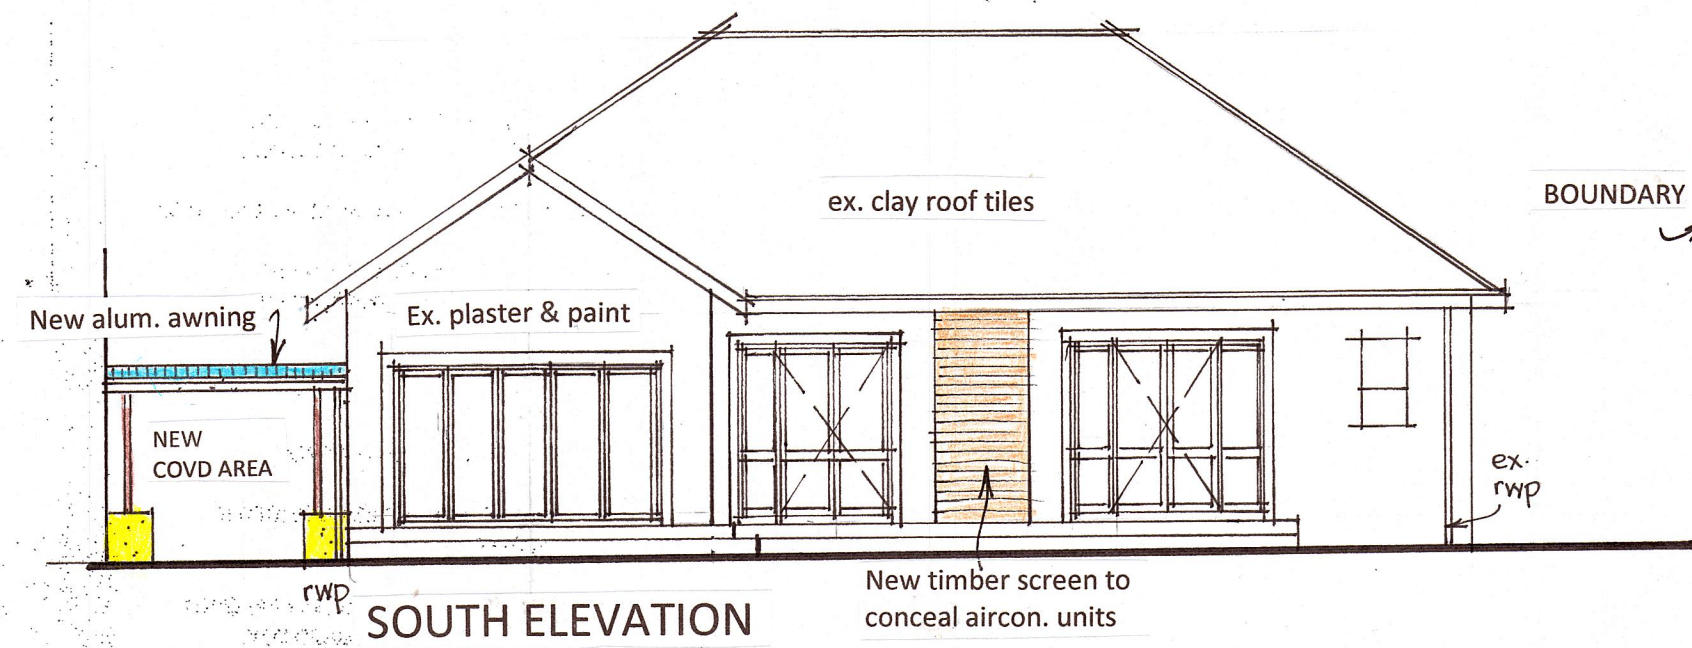 ex. clay roof tiles
BOUNDARY
New alum. awning
Ex. plaster & paint
NEW
COVD AREA
ex.
rwp
rwp
New timber screen to
conceal aircon. units
SOUTH ELEVATION